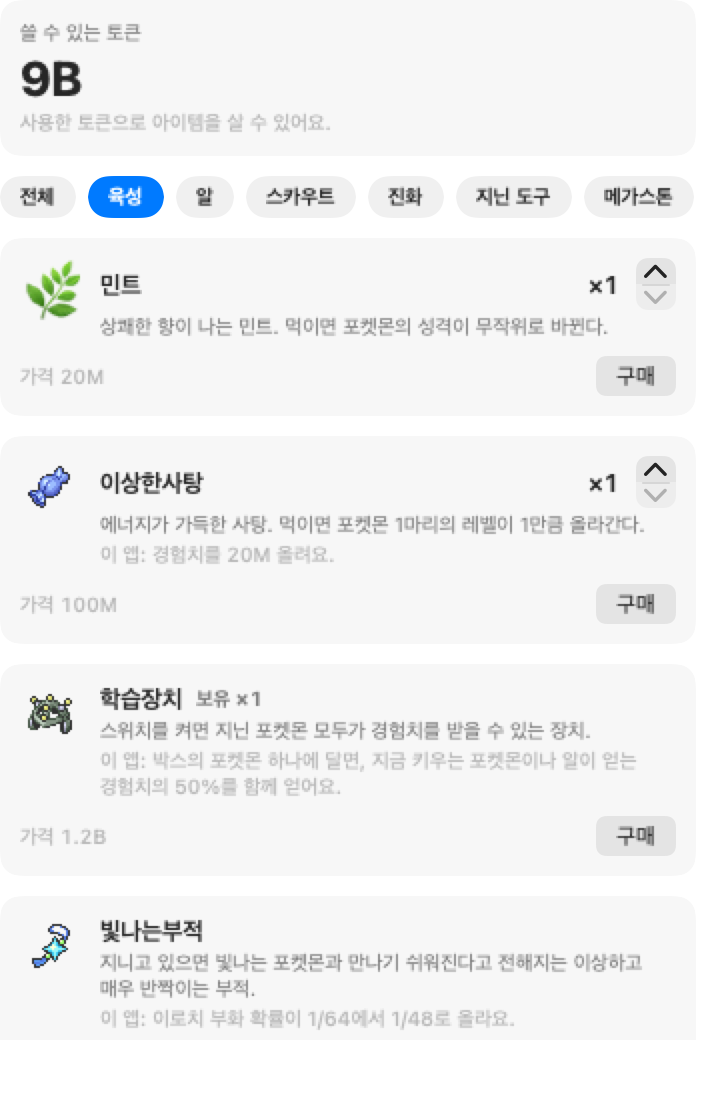 쓸 수 있는 토큰
9B
사용한 토큰으로 아이템을 살 수 있어요.
전체 육성 알 스카우트 진화 지닌 도구 메가스톤
민트 ×1
상쾌한 향이 나는 민트. 먹이면 포켓몬의 성격이 무작위로 바뀐다.
가격 20M 구매
이상한사탕 ×1
에너지가 가득한 사탕. 먹이면 포켓몬 1마리의 레벨이 1만큼 올라간다.
이 앱: 경험치를 20M 올려요.
가격 100M 구매
학습장치 보유 ×1
스위치를 켜면 지닌 포켓몬 모두가 경험치를 받을 수 있는 장치.
이 앱: 박스의 포켓몬 하나에 달면, 지금 키우는 포켓몬이나 알이 얻는
경험치의 50%를 함께 얻어요.
가격 1.2B 구매
빛나는부적
지니고 있으면 빛나는 포켓몬과 만나기 쉬워진다고 전해지는 이상하고
매우 반짝이는 부적.
이 앱: 이로치 부화 확률이 1/64에서 1/48로 올라요.